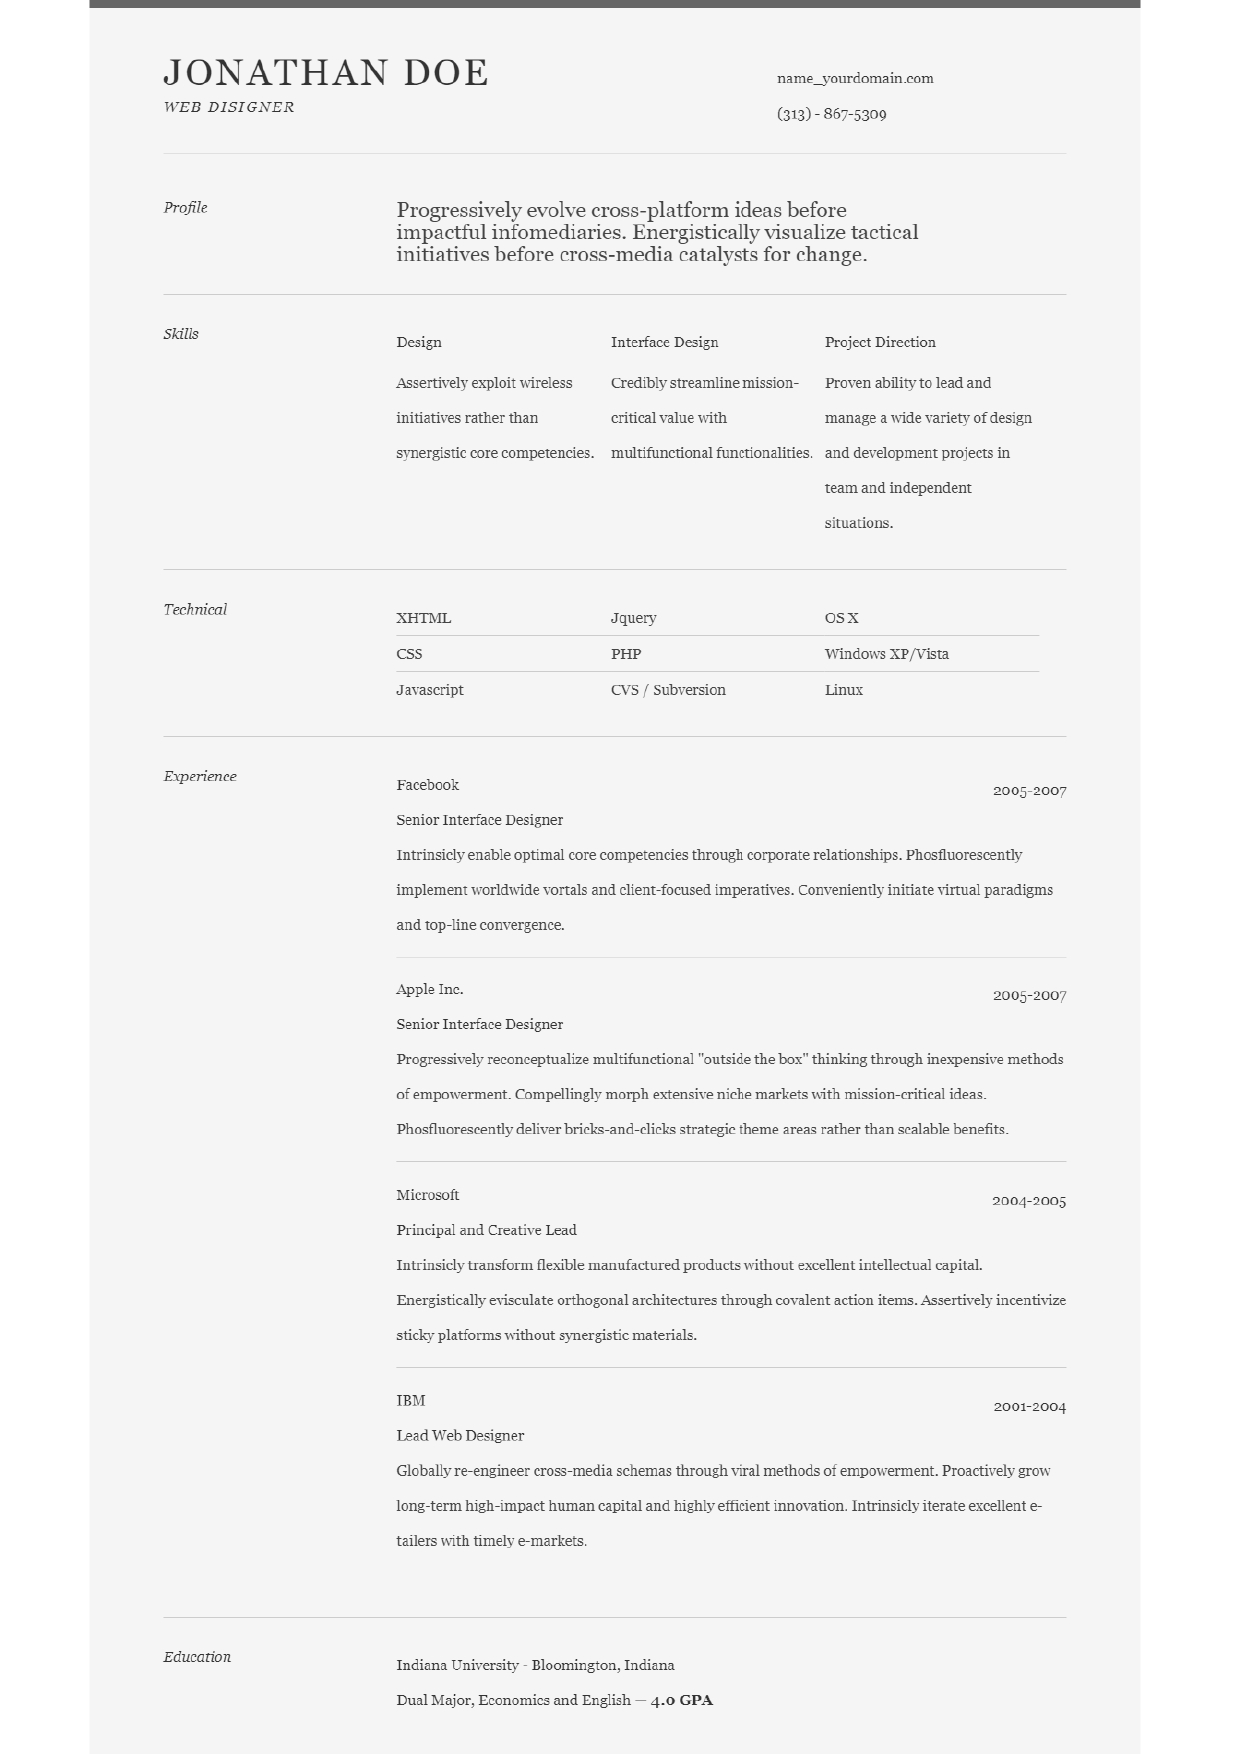 JONATHAN DOE
WEB DISIGNER
name_yourdomain.com
(313) - 867-5309
Profile
Progressively evolve cross-platform ideas before
impactful infomediaries. Energistically visualize tactical
initiatives before cross-media catalysts for change.
Skills
Design
Assertively exploit wireless
initiatives rather than
synergistic core competencies.
Interface Design
Credibly streamline mission-
critical value with
multifunctional functionalities.
Project Direction
Proven ability to lead and
manage a wide variety of design
and development projects in
team and independent
situations.
Technical
XHTML Jquery OS X
CSS PHP Windows XP/Vista
Javascript CVS / Subversion Linux
Experience
Facebook 2005-2007
Senior Interface Designer
Intrinsicly enable optimal core competencies through corporate relationships. Phosfluorescently
implement worldwide vortals and client-focused imperatives. Conveniently initiate virtual paradigms
and top-line convergence.
Apple Inc. 2005-2007
Senior Interface Designer
Progressively reconceptualize multifunctional "outside the box" thinking through inexpensive methods
of empowerment. Compellingly morph extensive niche markets with mission-critical ideas.
Phosfluorescently deliver bricks-and-clicks strategic theme areas rather than scalable benefits.
Microsoft 2004-2005
Principal and Creative Lead
Intrinsicly transform flexible manufactured products without excellent intellectual capital.
Energistically evisculate orthogonal architectures through covalent action items. Assertively incentivize
sticky platforms without synergistic materials.
IBM 2001-2004
Lead Web Designer
Globally re-engineer cross-media schemas through viral methods of empowerment. Proactively grow
long-term high-impact human capital and highly efficient innovation. Intrinsicly iterate excellent e-
tailers with timely e-markets.
Education
Indiana University - Bloomington, Indiana
Dual Major, Economics and English — 4.0 GPA